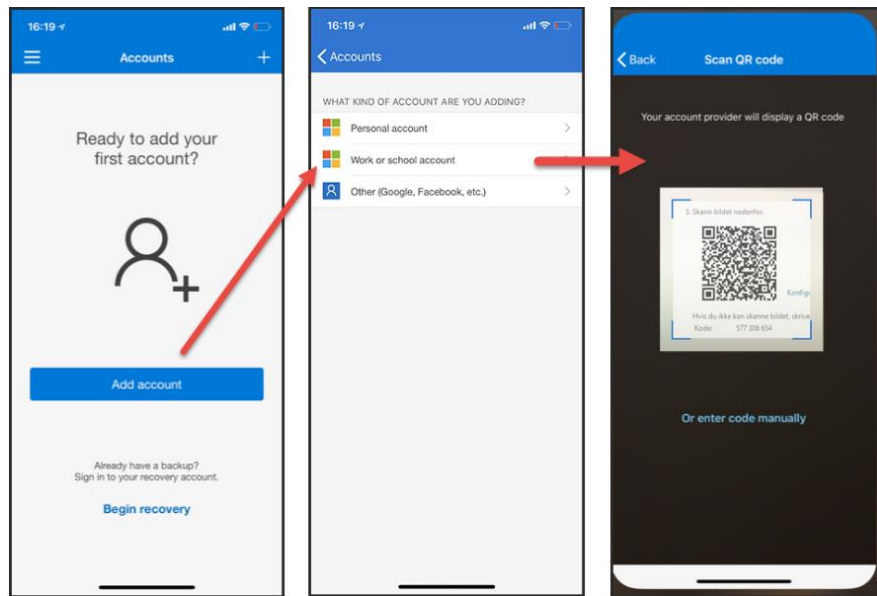 16:19
Accounts
Ready to add your
first account?
Add account
Already have a backup?
Sign in to your recovery account.
Begin recovery
16:19
Accounts
WHAT KIND OF ACCOUNT ARE YOU ADDING?
Personal account
Work or school account
Other (Google, Facebook, etc.)
Back
Scan QR code
Your account provider will display a QR code
3. Skann bildet nedenfor.
Konfigu
Hvis du ikke kan skanne bildet, skrive
Kode: 577 306 654
Or enter code manually